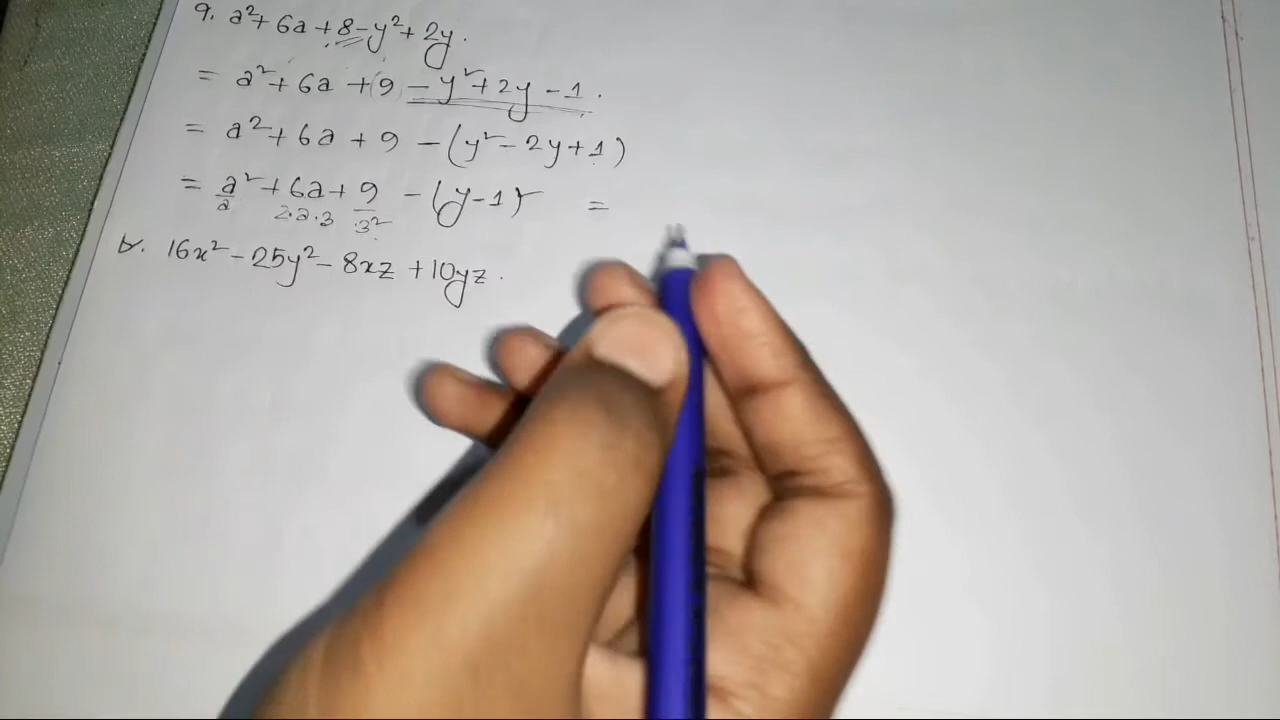 9. a²+ 6a + 8 - y² + 2y.
= a² + 6a + 9 - y² + 2y - 1.
= a² + 6a + 9 - (y² - 2y + 1)
= a² + 6a + 9 - (y - 1)² =
a 2·a·3 3²
16x² - 25y² - 8xz + 10yz.